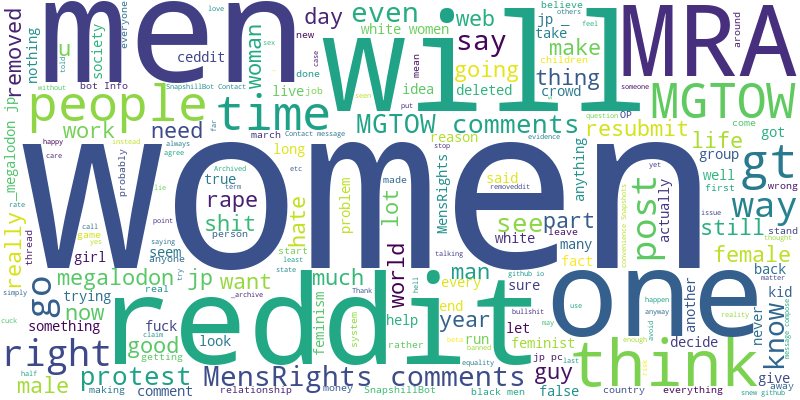 men
will
MRA
removed
nothing
u
society
everyone
love
ceddit
woman
sex
day
new
case
even
others
feel
web
white women
say
jp _
take
believe
make
around
told
without
bot Info
SnapshillBot Contact
done
mean
going
thing
children
people
live
job
idea
deleted
crowd
MGTOW
put
time
seen
work
need
far
march
Contact message
MGTOW comments
evidence
question
OP
resubmit
come
got
happy
instead
always
care
agree
long
reason
stop
anything
life
women
megalodon jp
_
really
probably
Archived
true
term
etc
said
removeddit
group
well
first
yet
gt
wrong
lie
rape
hate
problem
made
lot
MensRights
see
part
post
actually
way
rate
call
game
yes
point
shit
person
white
leave
many
issue
still
stand
thread
saying
seem
anyone
girl
start
least
state
world
man
talking
fact
convenience Snapshots
female
thought
go
megalodon jp
try
want
much
github io
one
back
matter
trying
real
_archive
Thank
hell
every
sure
another
kid
simply
now
reddit
end
bullshit
use
happen
anyway
never
know
message compose
something
fuck
look
feminism
system
help
year
let
may
avoid
reality
cuck
right
good
claim
rather
beta
run
feminist
think
decide
getting
banned
guy
enough
risk
half
male
protest
MensRights comments
equality
jp pc
last
give
away
making
comment
relationship
money
SnapshillBot
black men
false
country
everything
snew github